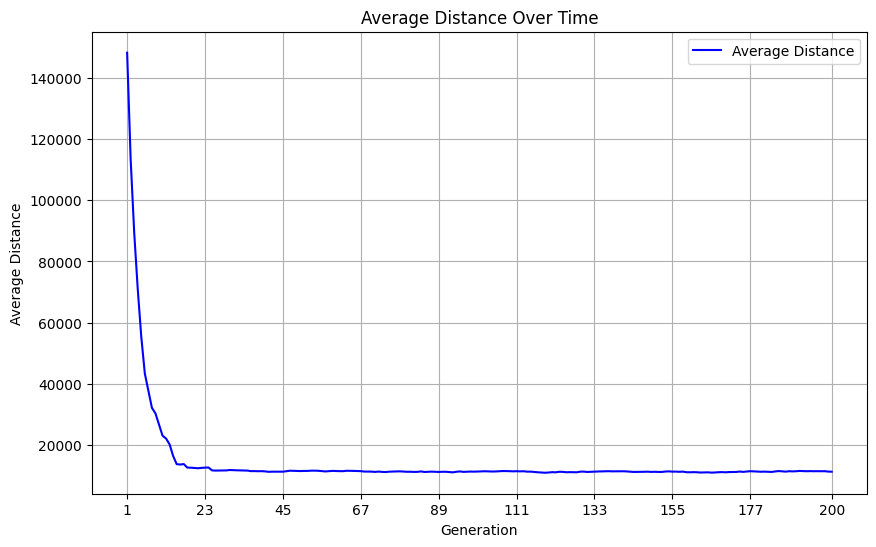 Average Distance Over Time
Average Distance
140000
120000
100000
80000
60000
40000
20000
Average Distance
1 23 45 67 89 111 133 155 177 200
Generation